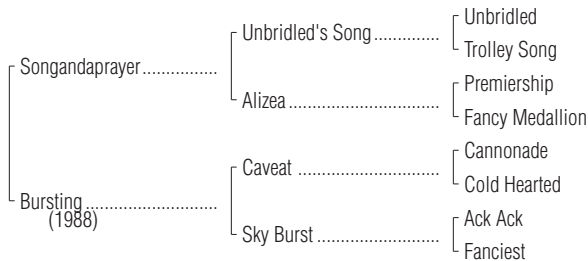 Unbridled
Unbridled's Song...............
Trolley Song
Songandaprayer................
Premiership
Alizea.............................
Fancy Medallion
Cannonade
Caveat ...........................
Cold Hearted
Bursting............................
(1988)
Ack Ack
Sky Burst.......................
Fanciest